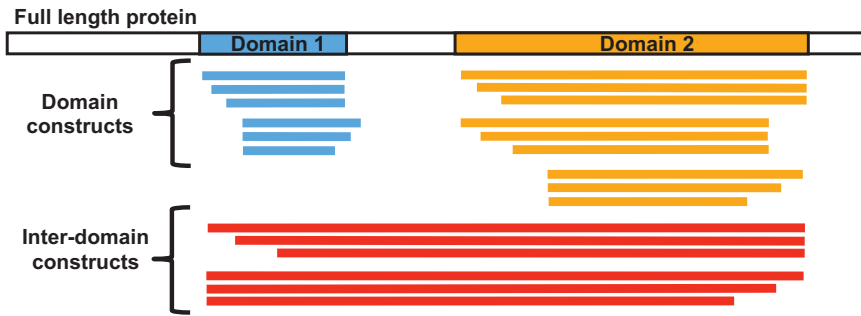 Full length protein
Domain 1
Domain 2
Domain
constructs
Inter-domain
constructs